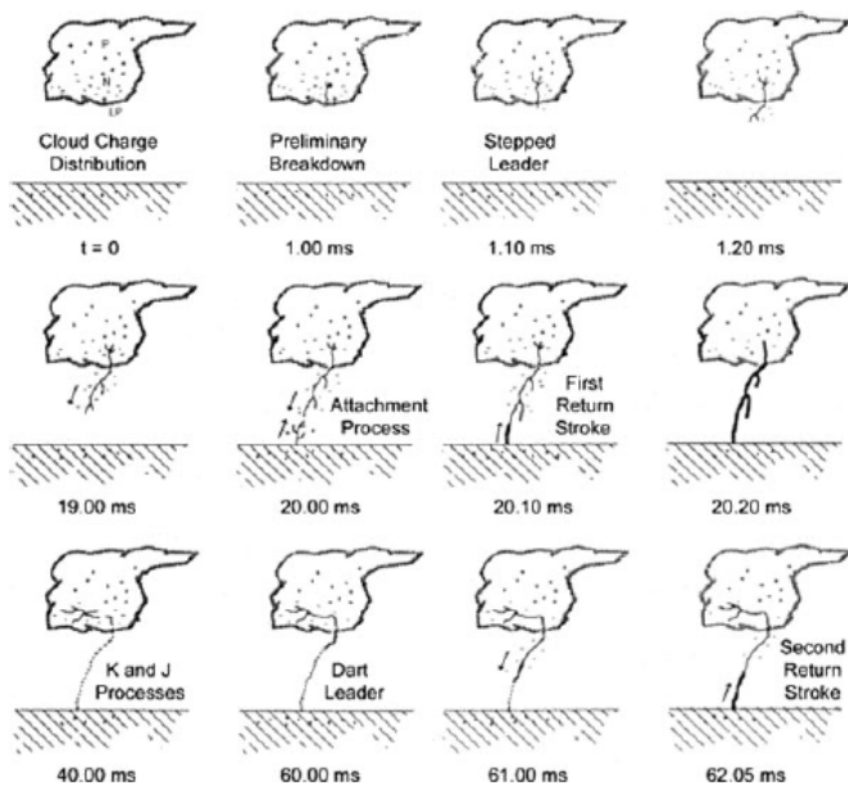 P
N
LP
Cloud Charge
Distribution
Preliminary
Breakdown
Stepped
Leader
t = 0
1.00 ms
1.10 ms
1.20 ms
Attachment
Process
First
Return
Stroke
19.00 ms
20.00 ms
20.10 ms
20.20 ms
K and J
Processes
Dart
Leader
Second
Return
Stroke
40.00 ms
60.00 ms
61.00 ms
62.05 ms